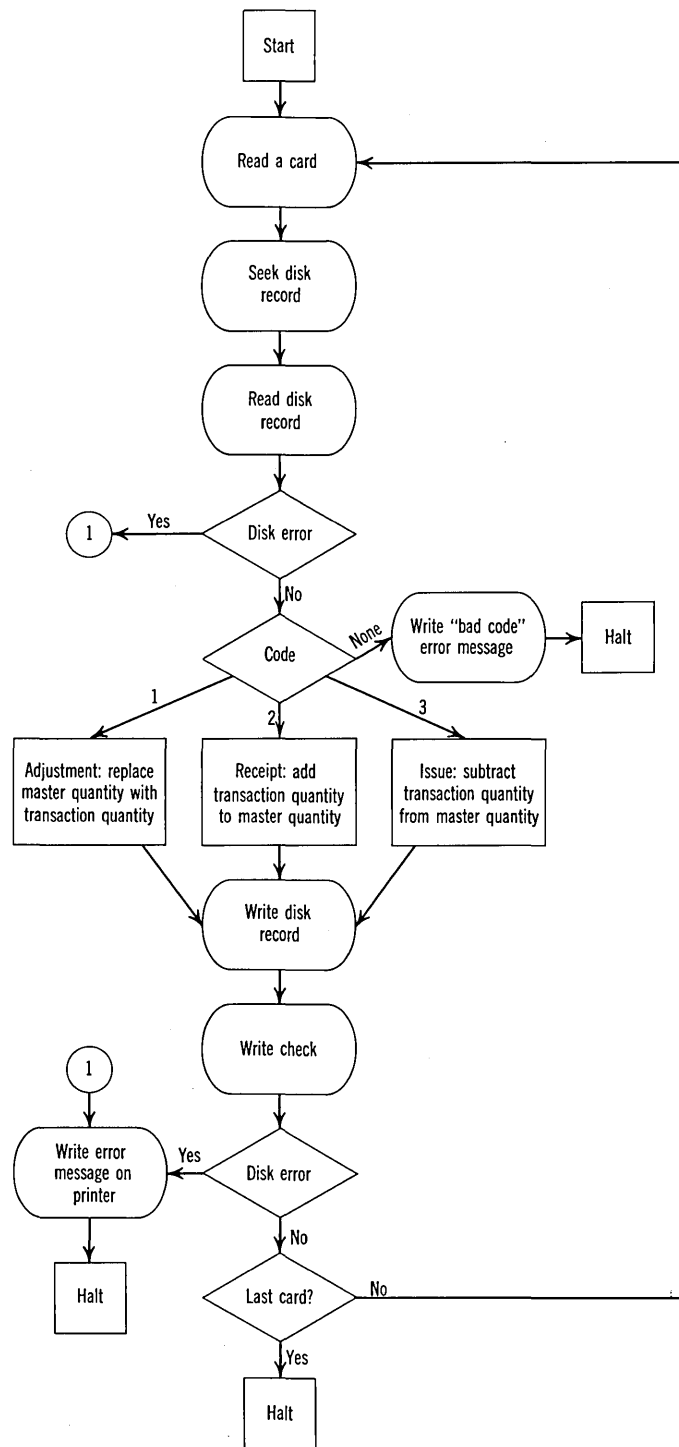 Start
Read a card
Seek disk
record
Read disk
record
1
Yes
Disk error
No
Code
None
Write "bad code"
error message
Halt
1
2
3
Adjustment: replace
master quantity with
transaction quantity
Receipt: add
transaction quantity
to master quantity
Issue: subtract
transaction quantity
from master quantity
Write disk
record
Write check
1
Write error
message on
printer
Yes
Disk error
No
Halt
Last card?
No
Yes
Halt